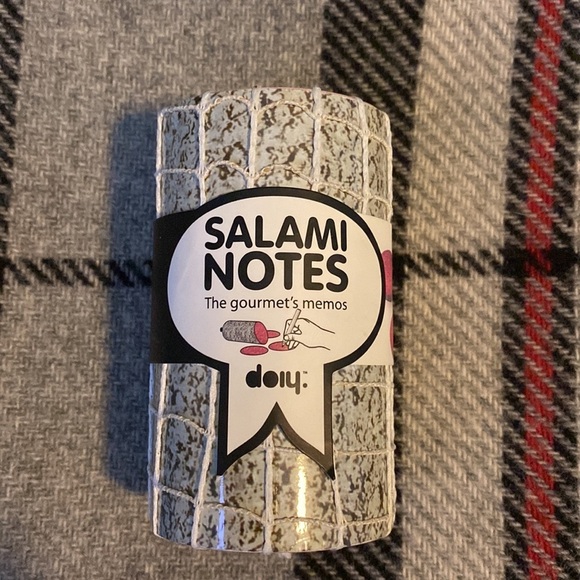 SALAMI
NOTES
The gourmet's memos
doiy.